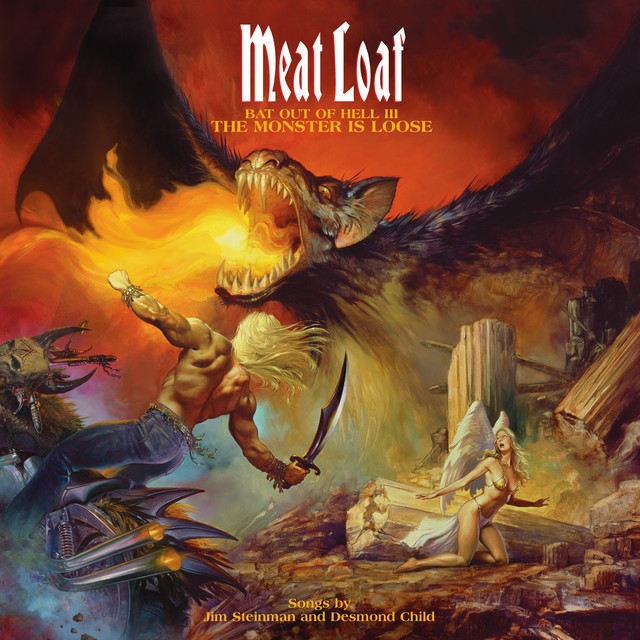 Meat Loaf
BAT OUT OF HELL III
THE MONSTER IS LOOSE
Songs by
Jim Steinman and Desmond Child